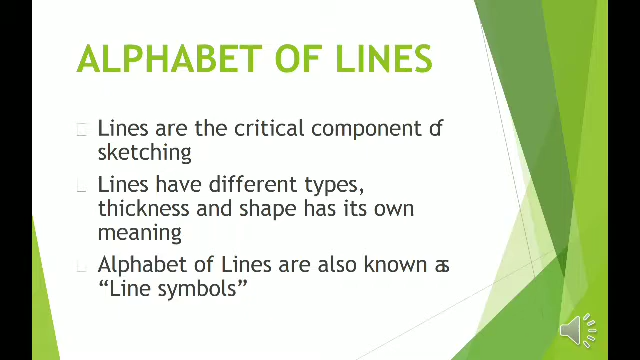 ALPHABET OF LINES
Lines are the critical component of
sketching
Lines have different types,
thickness and shape has its own
meaning
Alphabet of Lines are also known as
“Line symbols”